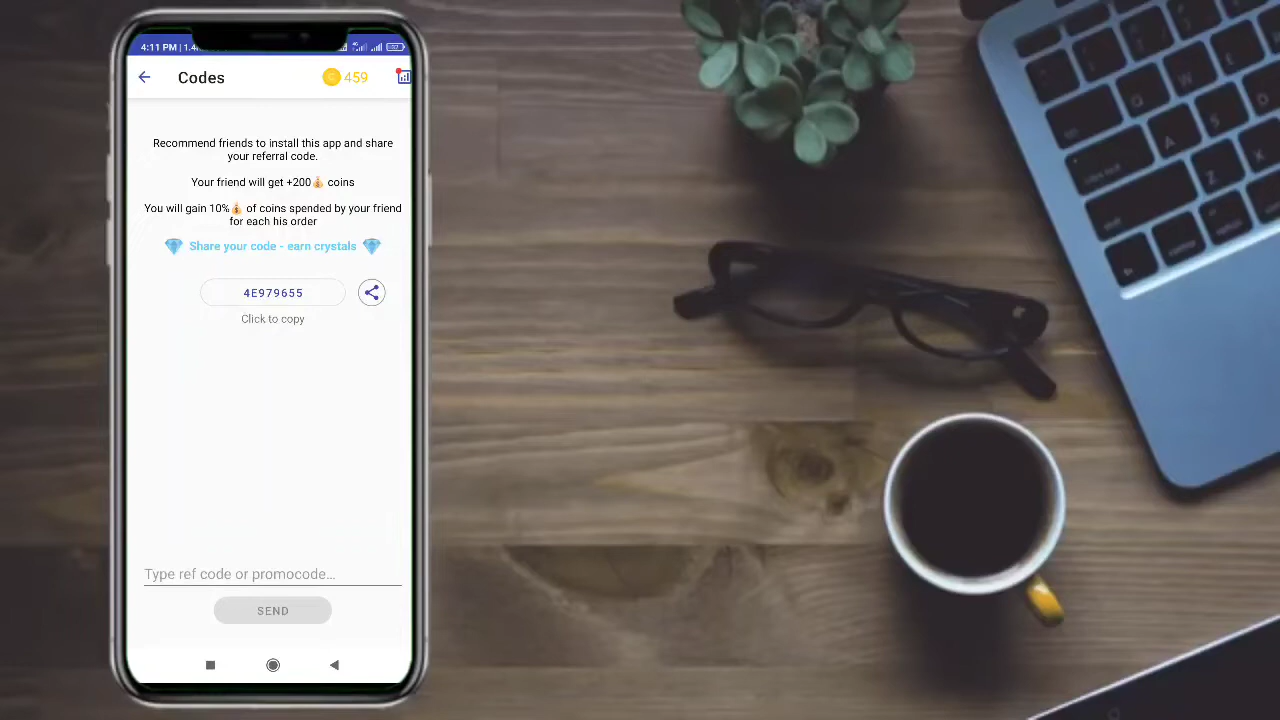 4:11 PM | 1.4
Codes
459
Recommend friends to install this app and share
your referral code.
Your friend will get +200💰 coins
You will gain 10%💰 of coins spended by your friend
for each his order
💎 Share your code - earn crystals 💎
4E979655
Click to copy
Type ref code or promocode...
SEND